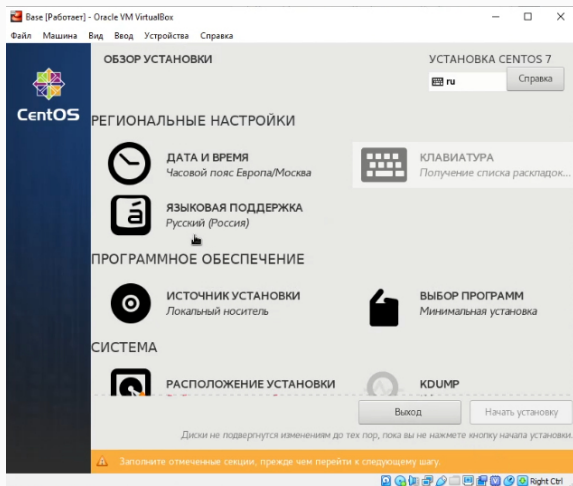 Base [Работает] - Oracle VM VirtualBox
Файл Машина Вид Ввод Устройства Справка
ОБЗОР УСТАНОВКИ
УСТАНОВКА CENTOS 7
ru
Справка
CentOS
РЕГИОНАЛЬНЫЕ НАСТРОЙКИ
ДАТА И ВРЕМЯ
Часовой пояс Европа/Москва
КЛАВИАТУРА
Получение списка раскладок...
á
ЯЗЫКОВАЯ ПОДДЕРЖКА
Русский (Россия)
ПРОГРАММНОЕ ОБЕСПЕЧЕНИЕ
ИСТОЧНИК УСТАНОВКИ
Локальный носитель
ВЫБОР ПРОГРАММ
Минимальная установка
СИСТЕМА
РАСПОЛОЖЕНИЕ УСТАНОВКИ
KDUMP
Выход
Начать установку
Диски не подвергнутся изменениям до тех пор, пока вы не нажмете кнопку начала установки.
Заполните отмеченные секции, прежде чем перейти к следующему шагу.
Right Ctrl